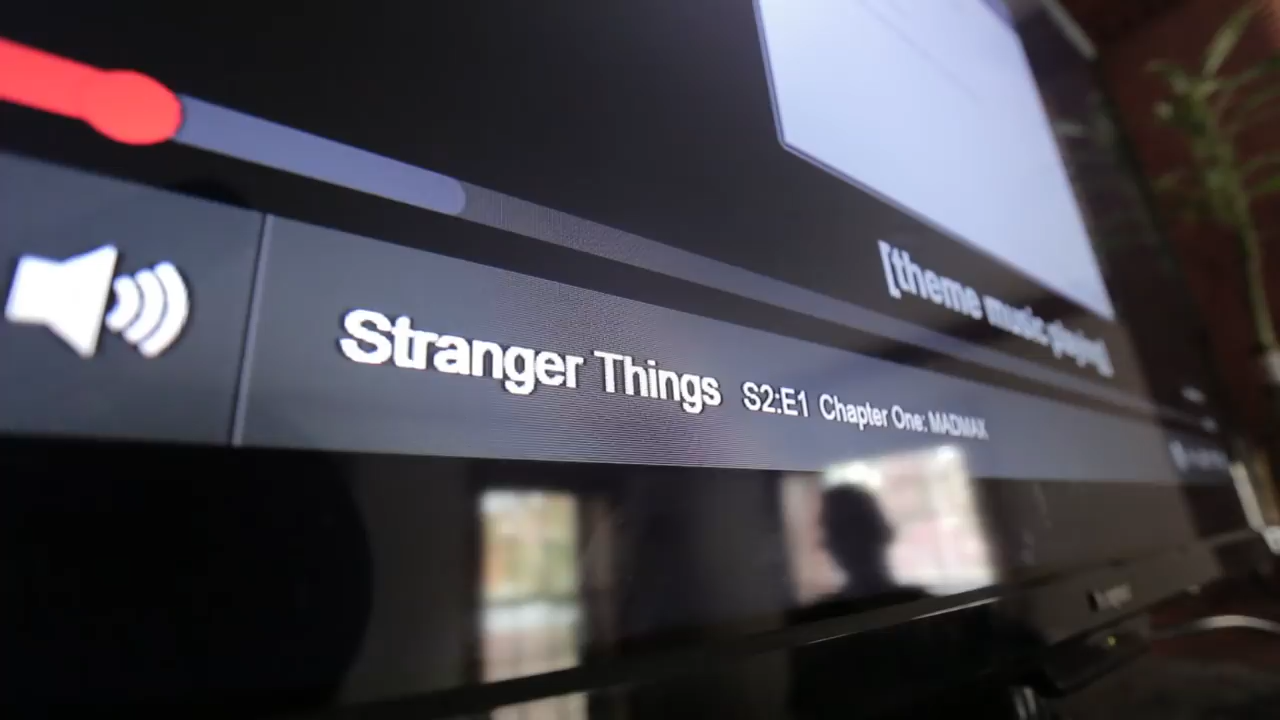 [theme music playing]
Stranger Things S2:E1 Chapter One: MADMAX